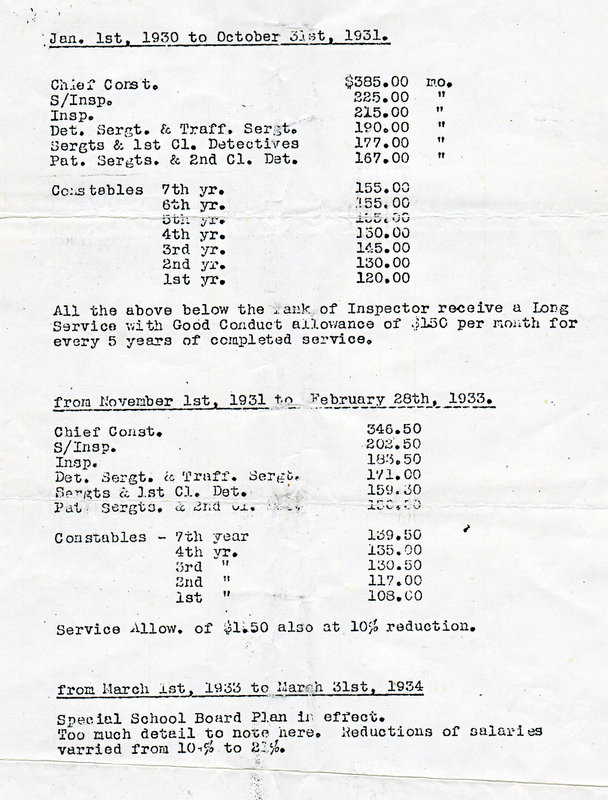 Jan. 1st, 1930 to October 31st, 1931.
Chief Const. $385.00 mo.
S/Insp. 225.00 "
Insp. 215.00 "
Det. Sergt. & Traff. Sergt. 190.00 "
Sergts & 1st Cl. Detectives 177.00 "
Pat. Sergts. & 2nd Cl. Det. 167.00 "
Constables 7th yr. 155.00
6th yr. 155.00
5th yr.
4th yr. 150.00
3rd yr. 145.00
2nd yr. 130.00
1st yr. 120.00
All the above below the rank of Inspector receive a Long
Service with Good Conduct allowance of $150 per month for
every 5 years of completed service.
from November 1st, 1931 to February 28th, 1933.
Chief Const. 346.50
S/Insp. 202.50
Insp. 183.50
Det. Sergt. & Traff. Sergt. 171.00
Sergts & 1st Cl. Det. 159.30
Pat. Sergts. & 2nd Cl.
Constables - 7th year 139.50
4th yr. 135.00
3rd " 130.50
2nd " 117.00
1st " 108.00
Service Allow. of $1.50 also at 10% reduction.
from March 1st, 1933 to March 31st, 1934
Special School Board Plan in effect.
Too much detail to note here. Reductions of salaries
varried from 10-% to 21%.